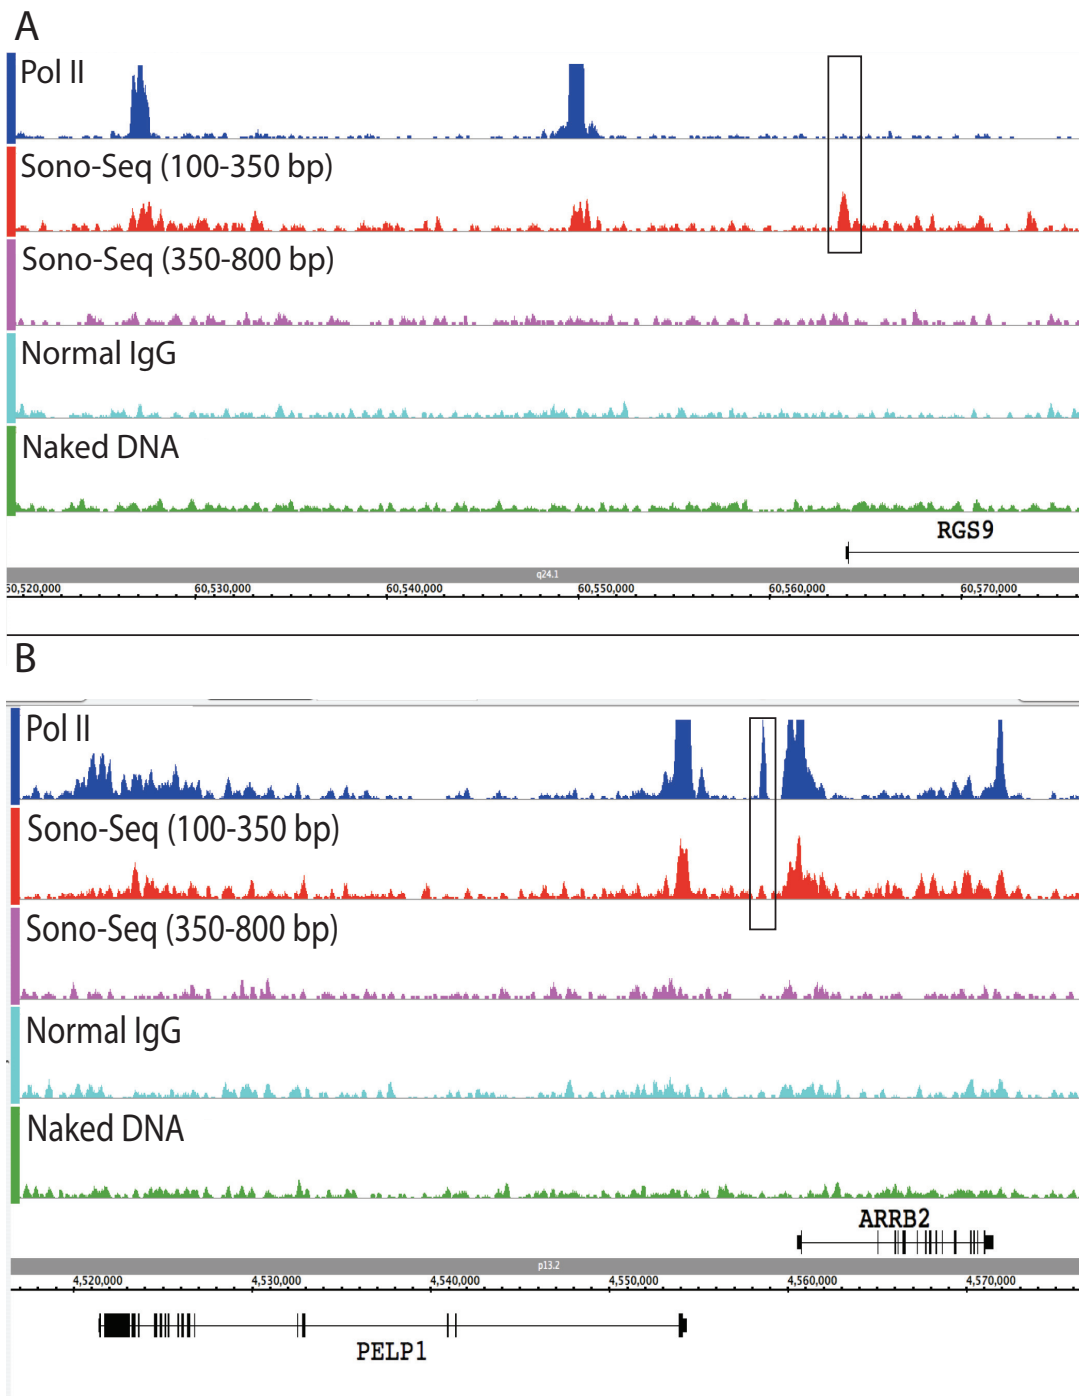 A
Pol II
Sono-Seq (100-350 bp)
Sono-Seq (350-800 bp)
Normal IgG
Naked DNA
RGS9
q24.1
60,520,000 60,530,000 60,540,000 60,550,000 60,560,000 60,570,000
B
Pol II
Sono-Seq (100-350 bp)
Sono-Seq (350-800 bp)
Normal IgG
Naked DNA
ARRB2
p13.2
4,520,000 4,530,000 4,540,000 4,550,000 4,560,000 4,570,000
PELP1